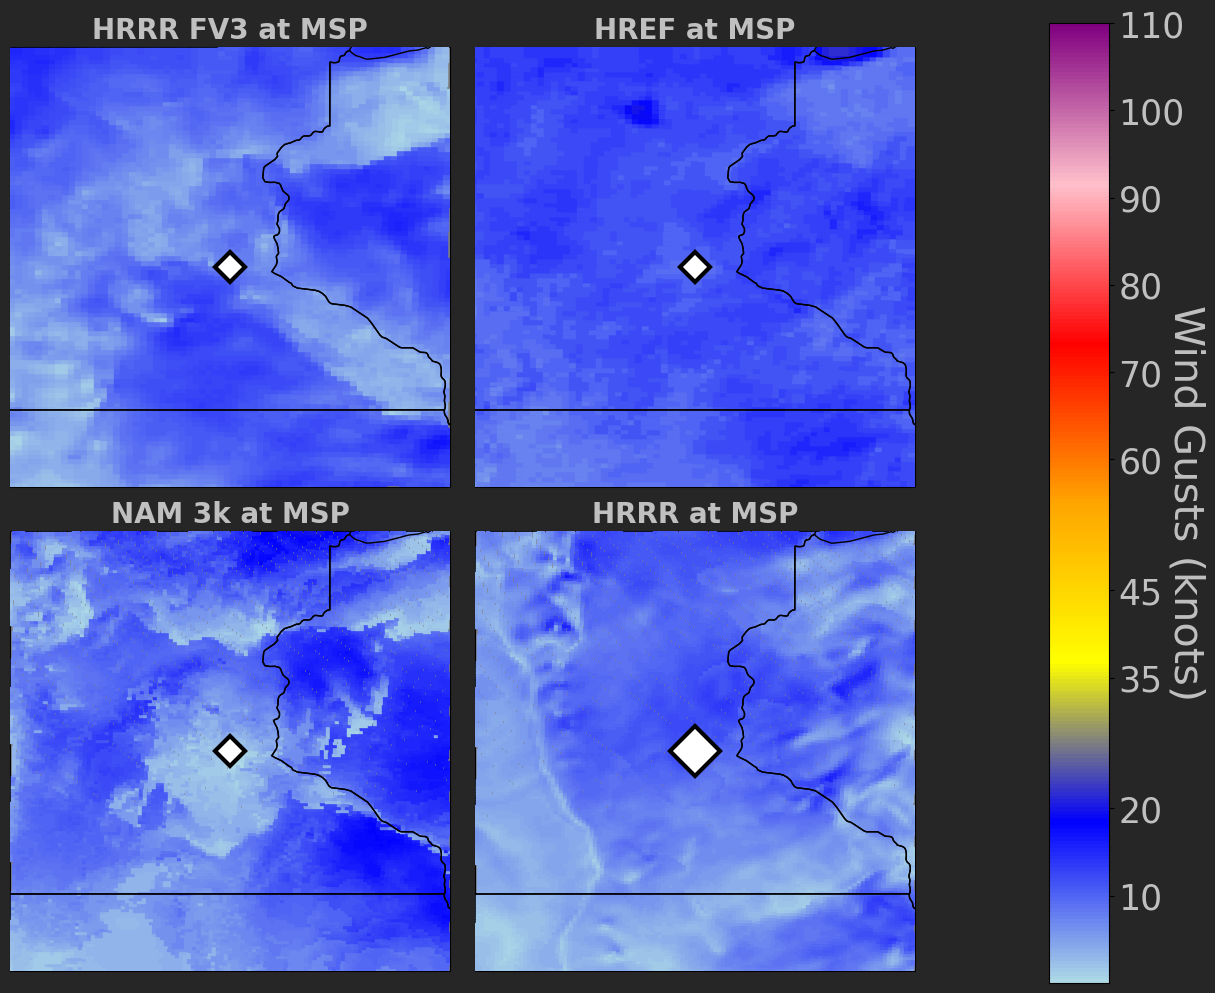 HRRR FV3 at MSP
HREF at MSP
NAM 3k at MSP
HRRR at MSP
110
100
90
80
70
60
45
35
20
10
Wind Gusts (knots)